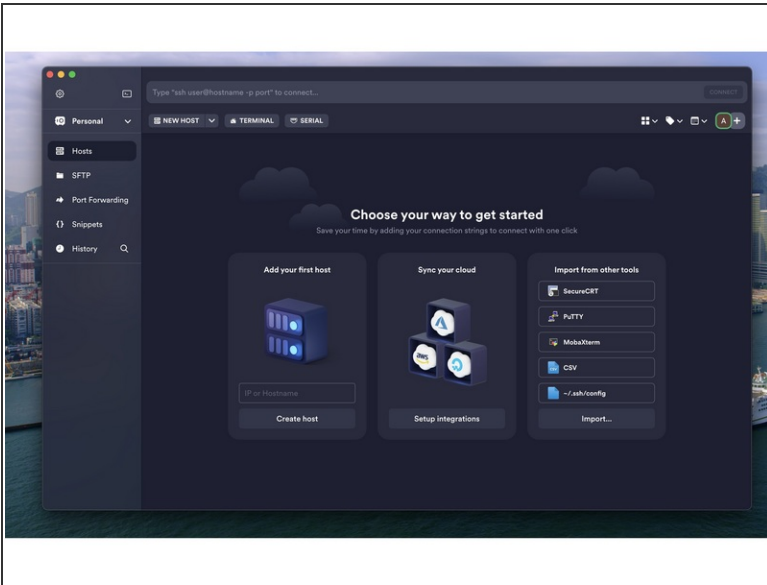 Type "ssh user@hostname -p port" to connect...
CONNECT
Personal
NEW HOST
TERMINAL
SERIAL
A
+
Hosts
SFTP
Port Forwarding
{} Snippets
History
Choose your way to get started
Save your time by adding your connection strings to connect with one click
Add your first host
IP or Hostname
Create host
Sync your cloud
aws
Setup integrations
Import from other tools
SecureCRT
PuTTY
MobaXterm
CSV
~/.ssh/config
Import...